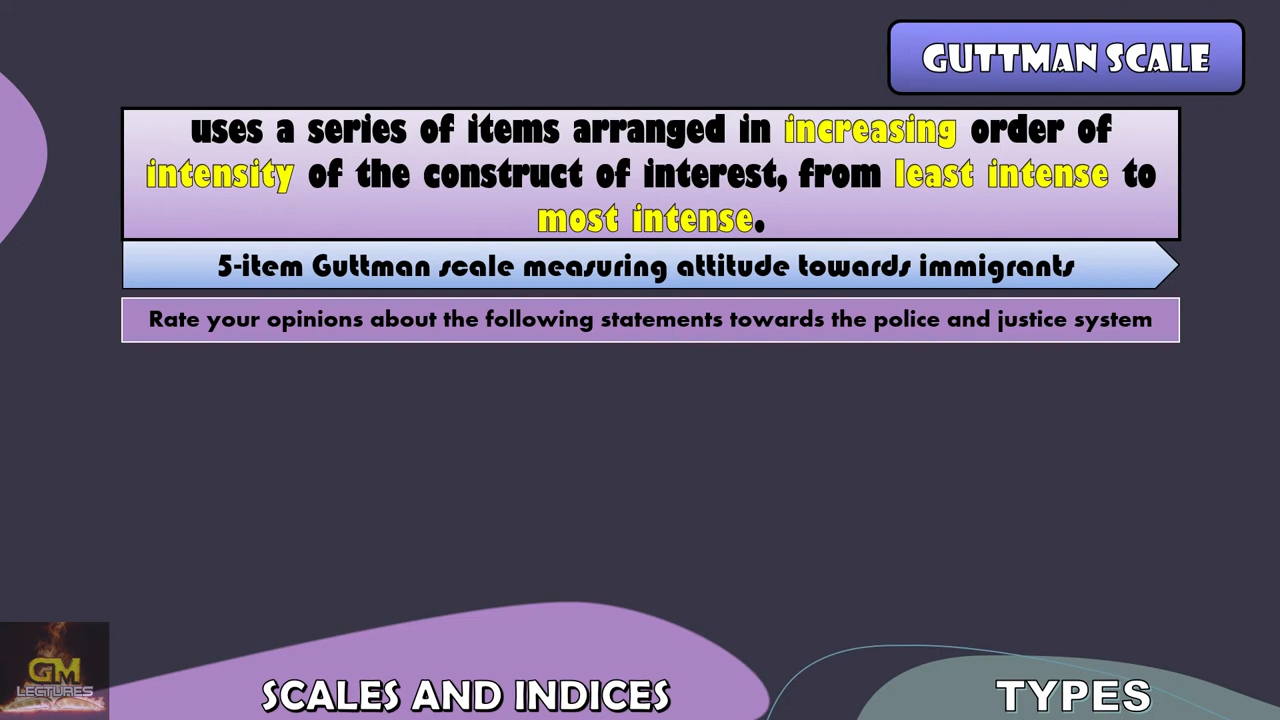 GUTTMAN SCALE
uses a series of items arranged in increasing order of
intensity of the construct of interest, from least intense to
most intense.
5-item Guttman scale measuring attitude towards immigrants
Rate your opinions about the following statements towards the police and justice system
GM
LECTURES
SCALES AND INDICES
TYPES